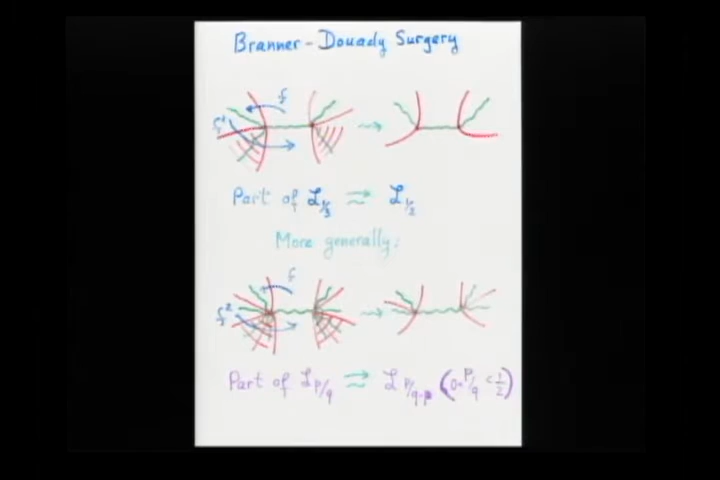 Branner-Douady Surgery
f
Part of ℒ1/3 ⇝ ℒ1/2
More generally:
f
f²
Part of ℒp/q ⇝ ℒp/q-p (0<p/q<1/2)